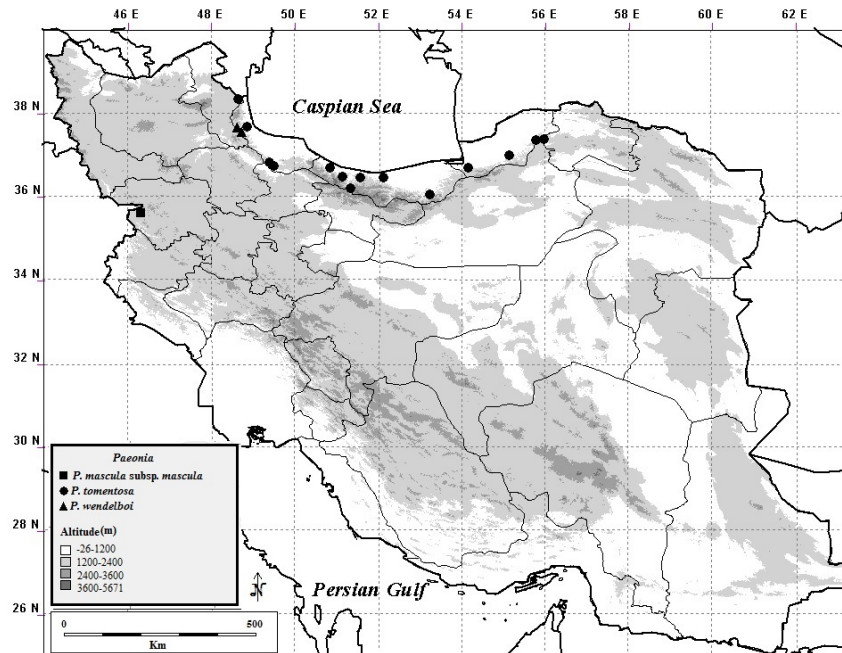 46 E 48 E 50 E 52 E 54 E 56 E 58 E 60 E 62 E
38 N
Caspian Sea
36 N
34 N
32 N
30 N
28 N
26 N
Paeonia
P. mascula subsp. mascula
P. tomentosa
P. wendelboi
Altitude (m)
-26-1200
1200-2400
2400-3600
3600-5671
N
Persian Gulf
0 500
Km